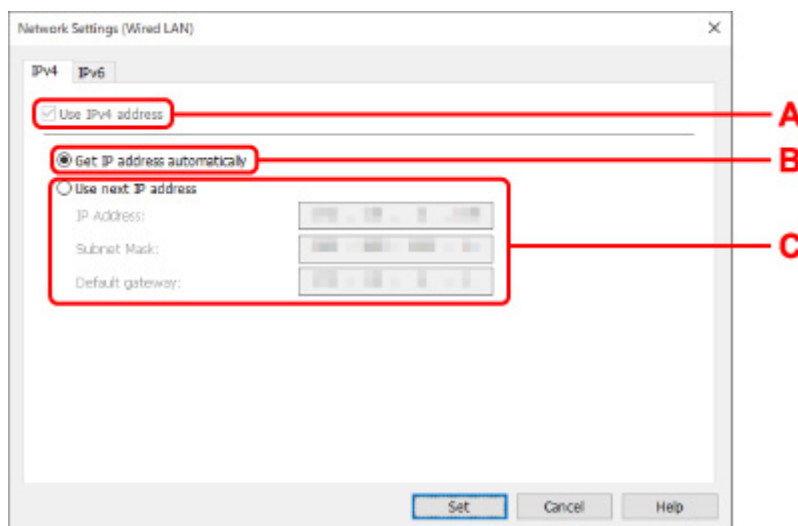 Network Settings (Wired LAN)
IPv4 IPv6
Use IPv4 address
A
Get IP address automatically
B
Use next IP address
IP Address:
Subnet Mask:
C
Default gateway:
Set Cancel Help